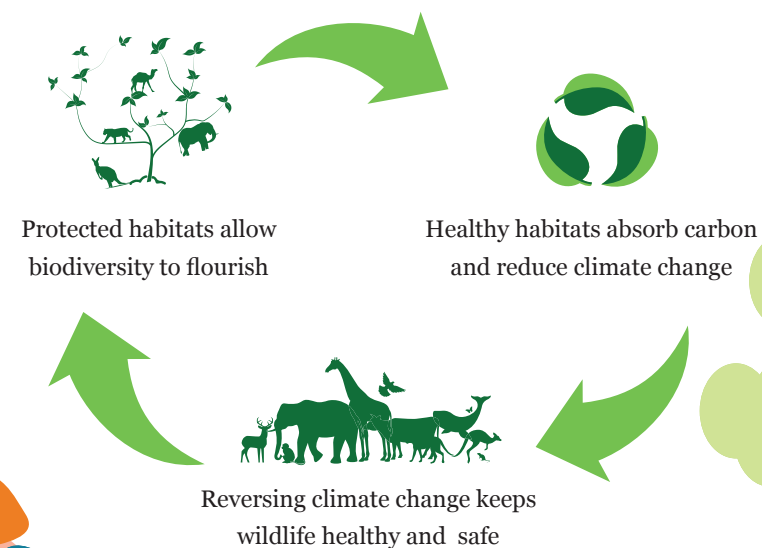 Protected habitats allow
biodiversity to flourish
Healthy habitats absorb carbon
and reduce climate change
Reversing climate change keeps
wildlife healthy and  safe